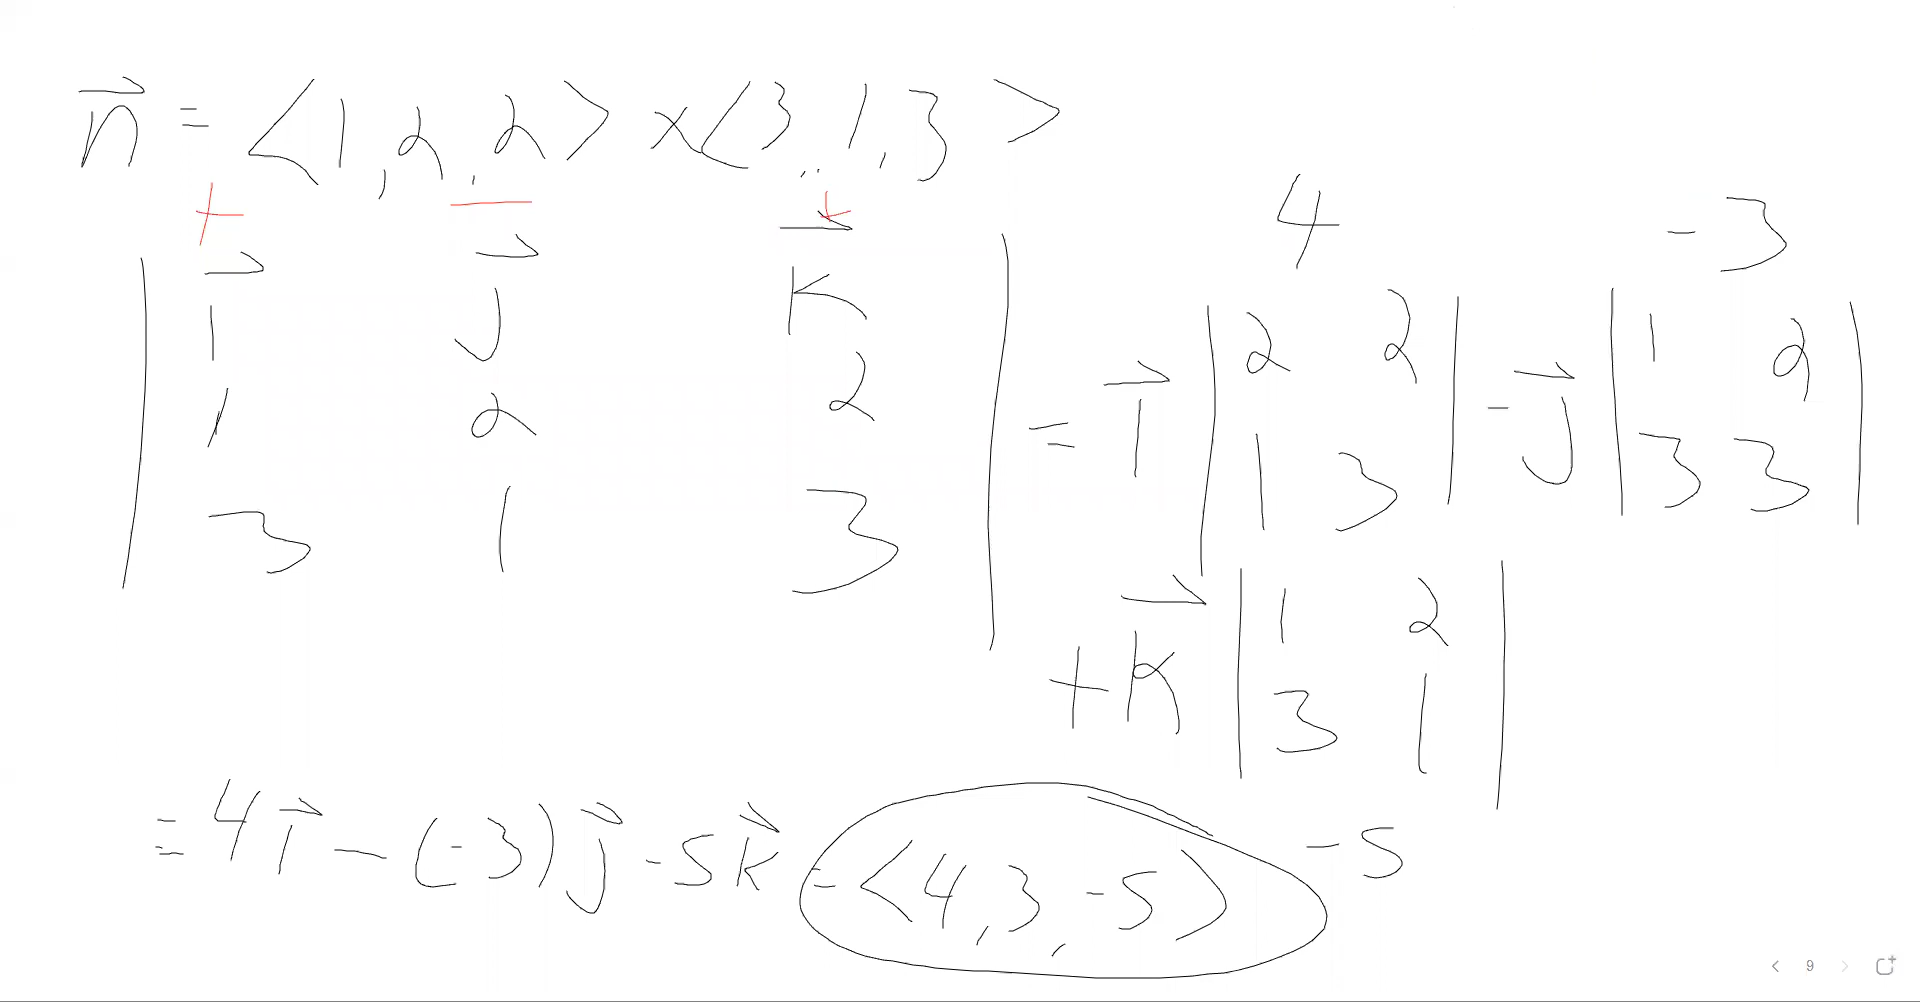 n⃗ = <1, 2, 2> × <3, 1, 3>
+ − +
| i⃗ j⃗ k⃗ |
| 1 2 2 |
| 3 1 3 |
4 -3
= i⃗ | 2 2 | - j⃗ | 1 2 |
| 1 3 | | 3 3 |
+ k⃗ | 1 2 |
| 3 1 |
-5
= 4i⃗ - (-3)j⃗ - 5k⃗ = <4, 3, -5>
9